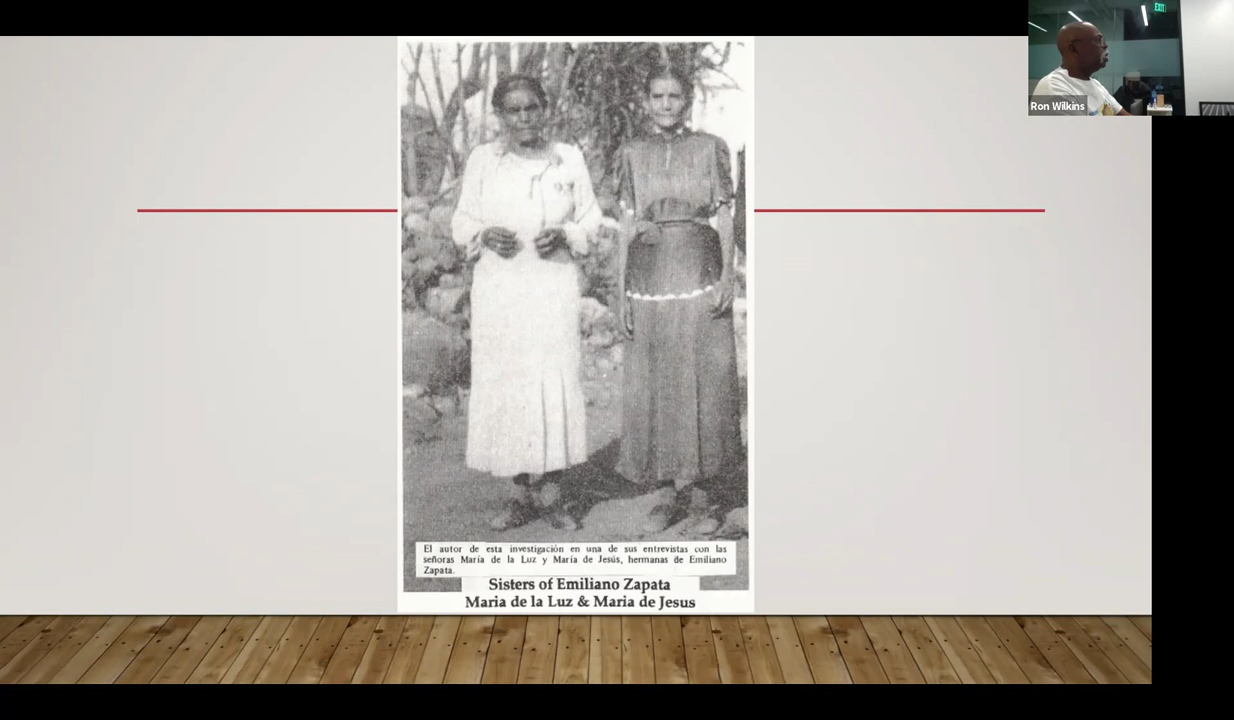 EXIT
Ron Wilkins
El autor de esta investigación en una de sus entrevistas con las
señoras María de la Luz y María de Jesús, hermanas de Emiliano
Zapata.
Sisters of Emiliano Zapata
Maria de la Luz & Maria de Jesus